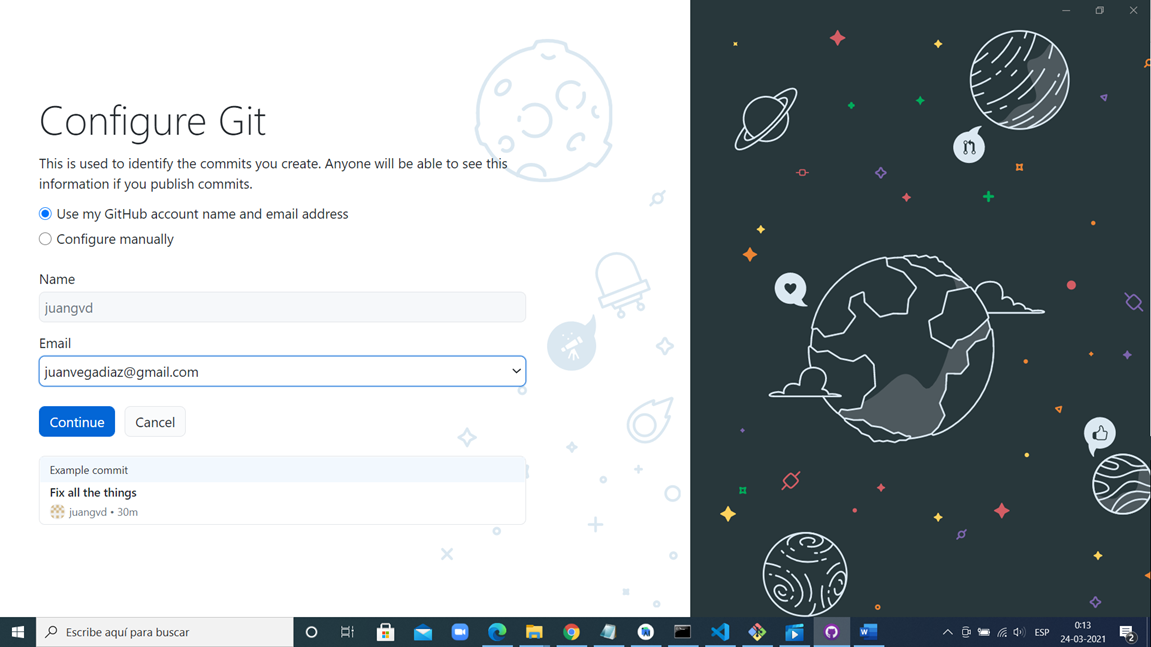 Configure Git
This is used to identify the commits you create. Anyone will be able to see this
information if you publish commits.
Use my GitHub account name and email address
Configure manually
Name
juangvd
Email
juanvegadiaz@gmail.com
Continue
Cancel
Example commit
Fix all the things
juangvd • 30m
Escribe aquí para buscar
ESP
0:13
24-03-2021
2